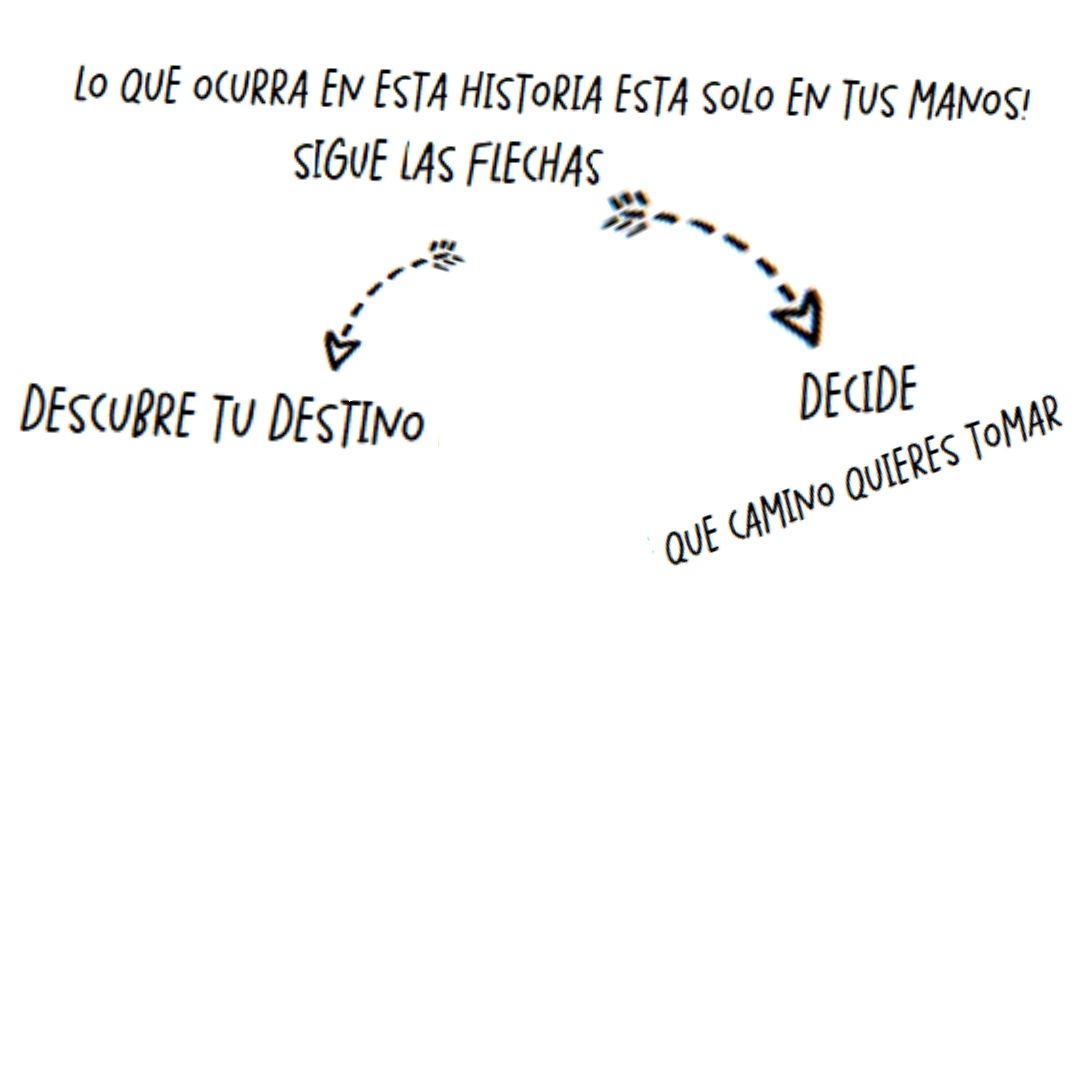 LO QUE OCURRA EN ESTA HISTORIA ESTA SOLO EN TUS MANOS!
SIGUE LAS FLECHAS
DESCUBRE TU DESTINO
DECIDE
QUE CAMINO QUIERES TOMAR